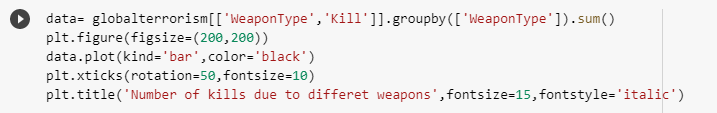 data= globalterrorism[['WeaponType','Kill']].groupby(['WeaponType']).sum()
plt.figure(figsize=(200,200))
data.plot(kind='bar',color='black')
plt.xticks(rotation=50,fontsize=10)
plt.title('Number of kills due to differet weapons',fontsize=15,fontstyle='italic')